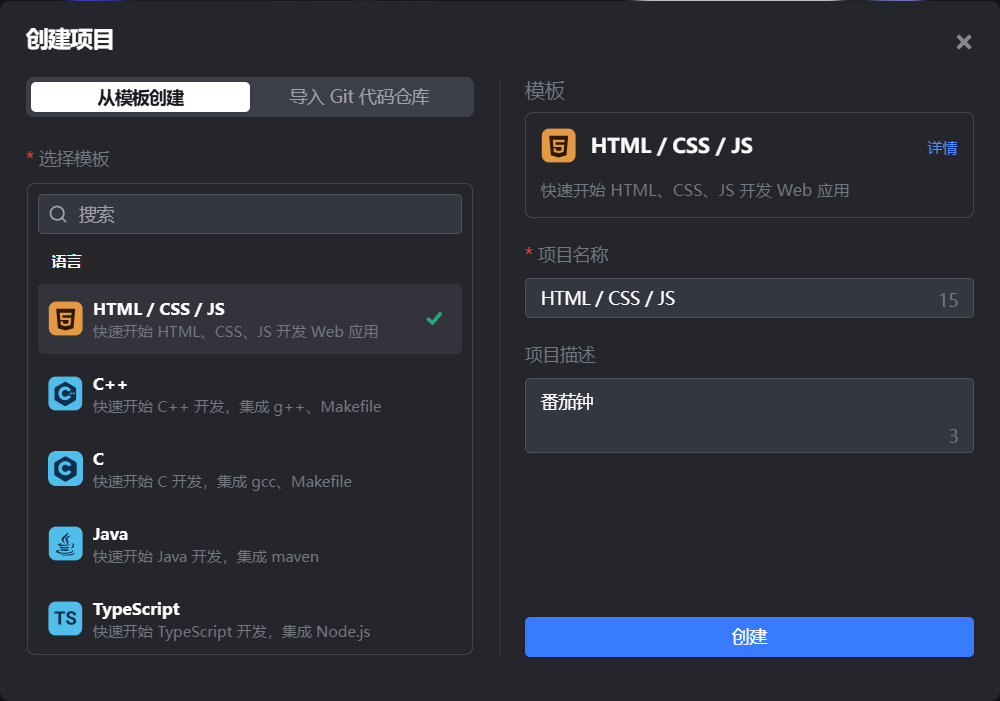 创建项目
从模板创建
导入 Git 代码仓库
* 选择模板
搜索
语言
HTML / CSS / JS
快速开始 HTML、CSS、JS 开发 Web 应用
C++
快速开始 C++ 开发，集成 g++、Makefile
C
快速开始 C 开发，集成 gcc、Makefile
Java
快速开始 Java 开发，集成 maven
TS
TypeScript
快速开始 TypeScript 开发，集成 Node.js
模板
HTML / CSS / JS
详情
快速开始 HTML、CSS、JS 开发 Web 应用
* 项目名称
HTML / CSS / JS
15
项目描述
番茄钟
3
创建